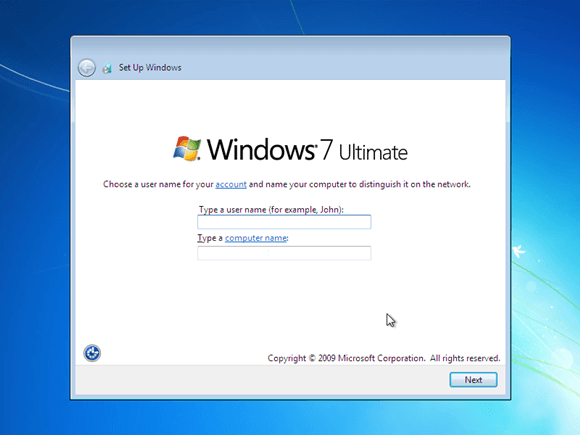 Set Up Windows
Windows 7 Ultimate
Choose a user name for your account and name your computer to distinguish it on the network.
Type a user name (for example, John):
Type a computer name:
Copyright © 2009 Microsoft Corporation. All rights reserved.
Next